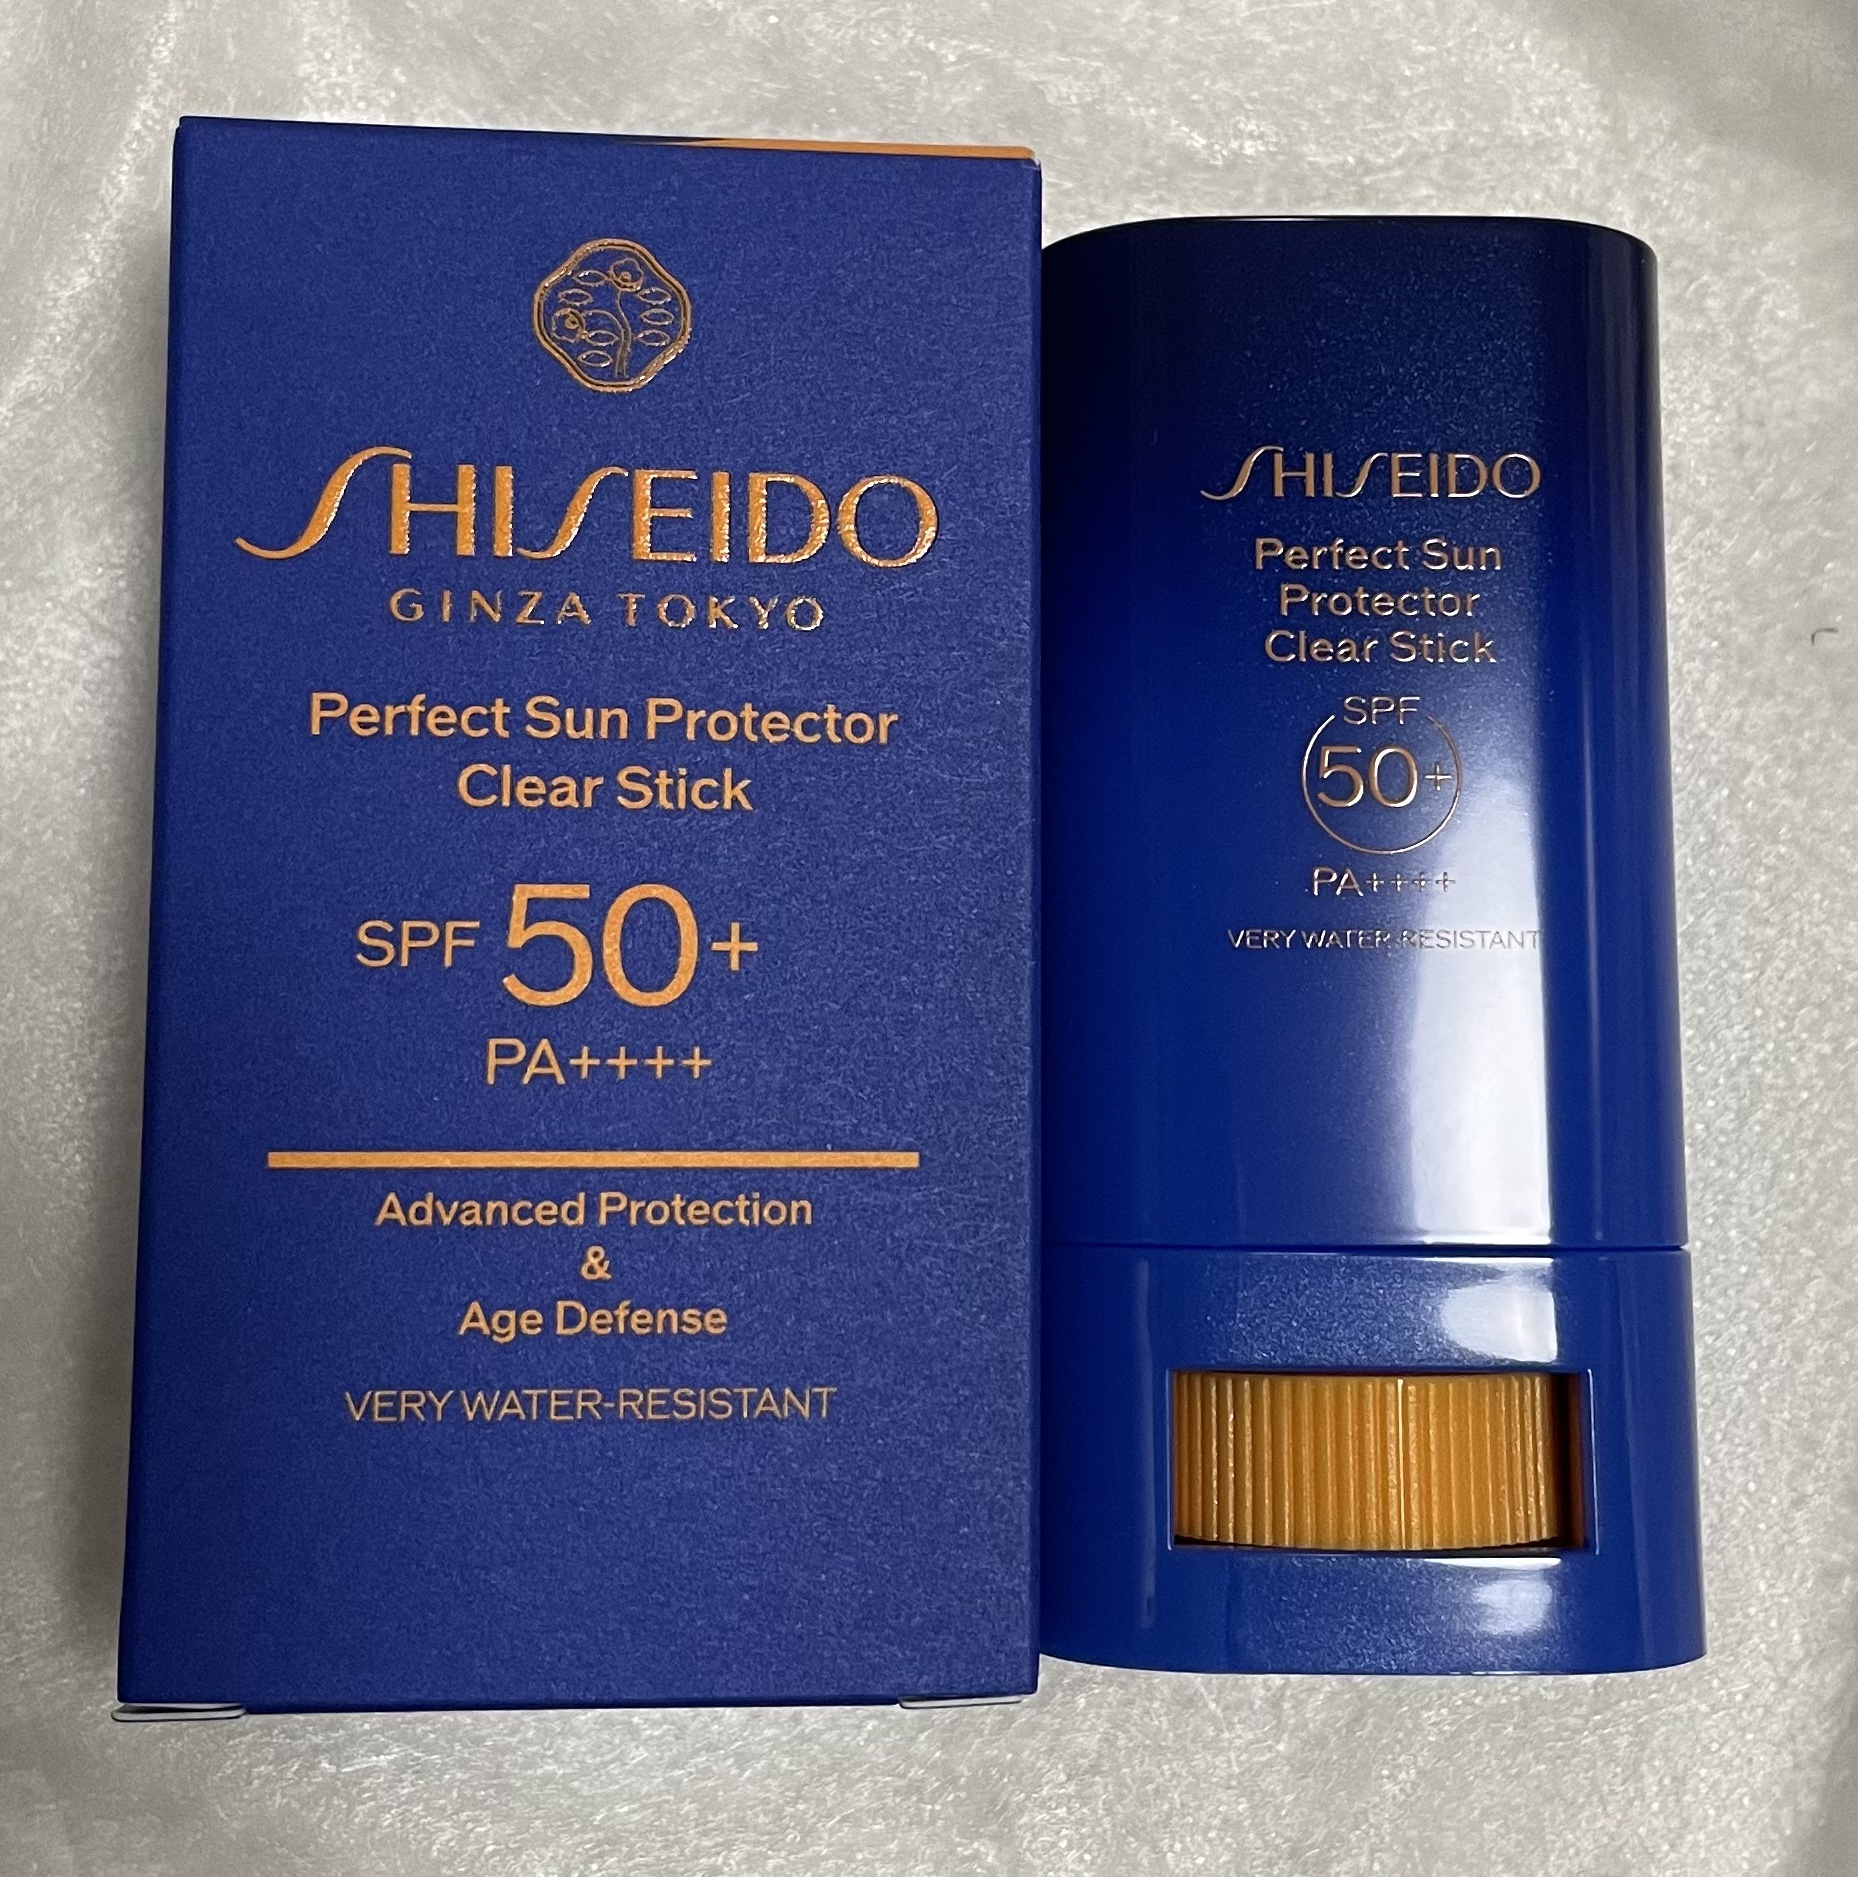 SHISEIDO
GINZA TOKYO
Perfect Sun Protector
Clear Stick
SPF 50+
PA++++
Advanced Protection
&
Age Defense
VERY WATER-RESISTANT
SHISEIDO
Perfect Sun
Protector
Clear Stick
SPF
50+
PA++++
VERY WATER-RESISTANT